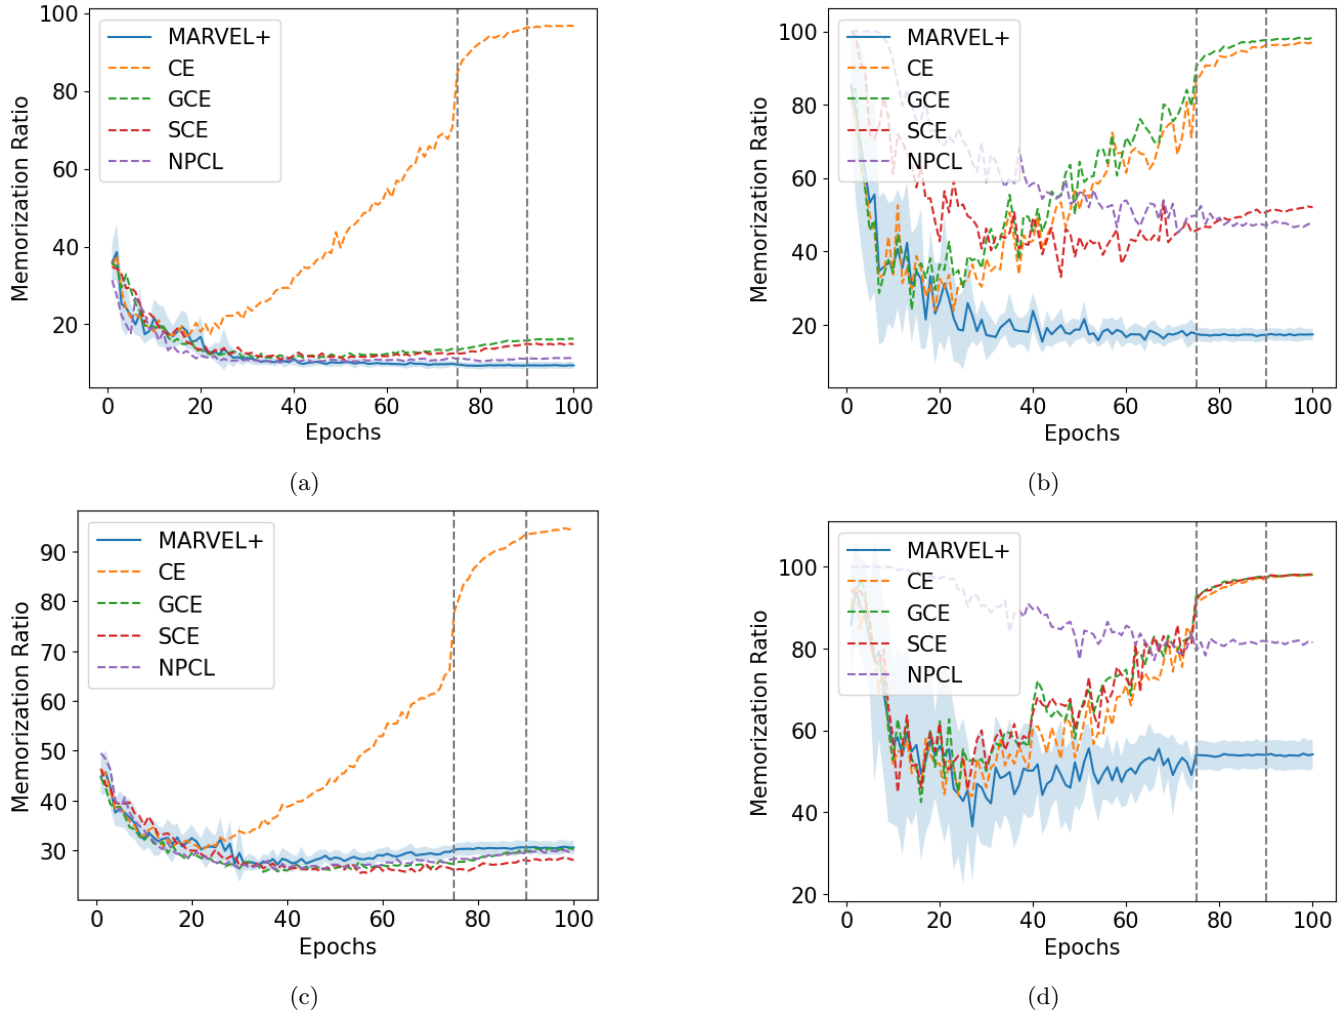 100
80
60
40
20
Memorization Ratio
MARVEL+
CE
GCE
SCE
NPCL
0 20 40 60 80 100
Epochs
(a)
100
80
60
40
20
Memorization Ratio
MARVEL+
CE
GCE
SCE
NPCL
0 20 40 60 80 100
Epochs
(b)
90
80
70
60
50
40
30
Memorization Ratio
MARVEL+
CE
GCE
SCE
NPCL
0 20 40 60 80 100
Epochs
(c)
100
80
60
40
20
Memorization Ratio
MARVEL+
CE
GCE
SCE
NPCL
0 20 40 60 80 100
Epochs
(d)